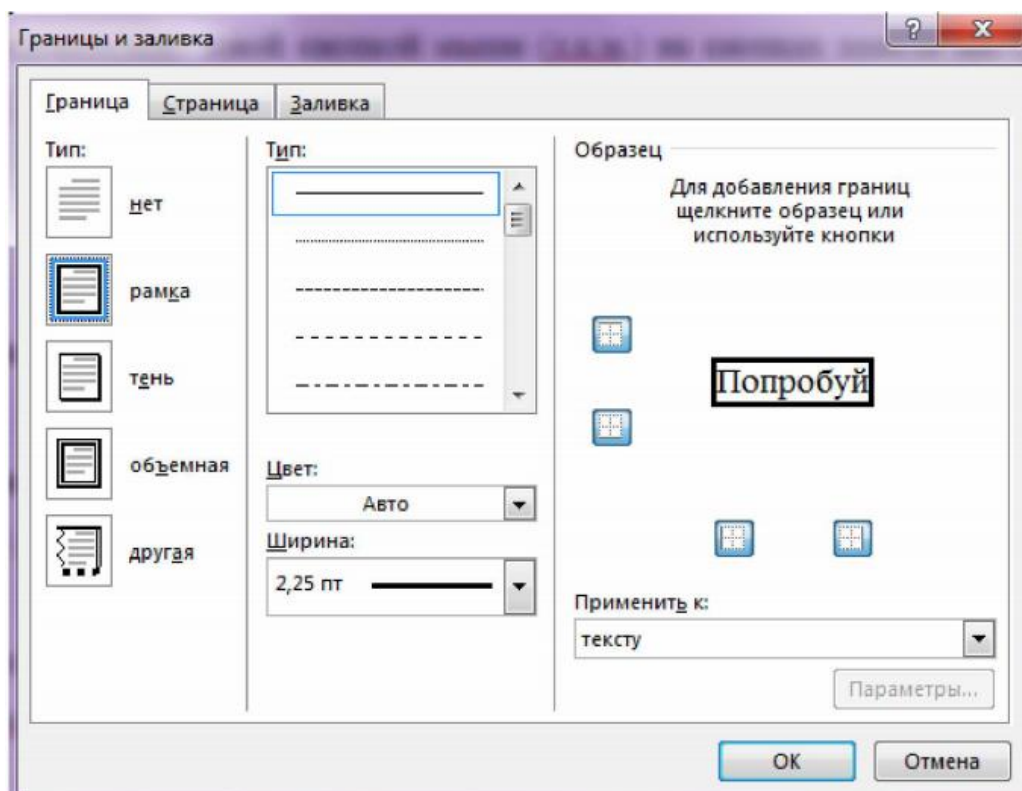 Границы и заливка
Граница
Страница
Заливка
Тип:
нет
рамка
тень
объемная
другая
Тип:
Цвет:
Авто
Ширина:
2,25 пт
Образец
Для добавления границ
щелкните образец или
используйте кнопки
Попробуй
Применить к:
тексту
Параметры...
ОК
Отмена